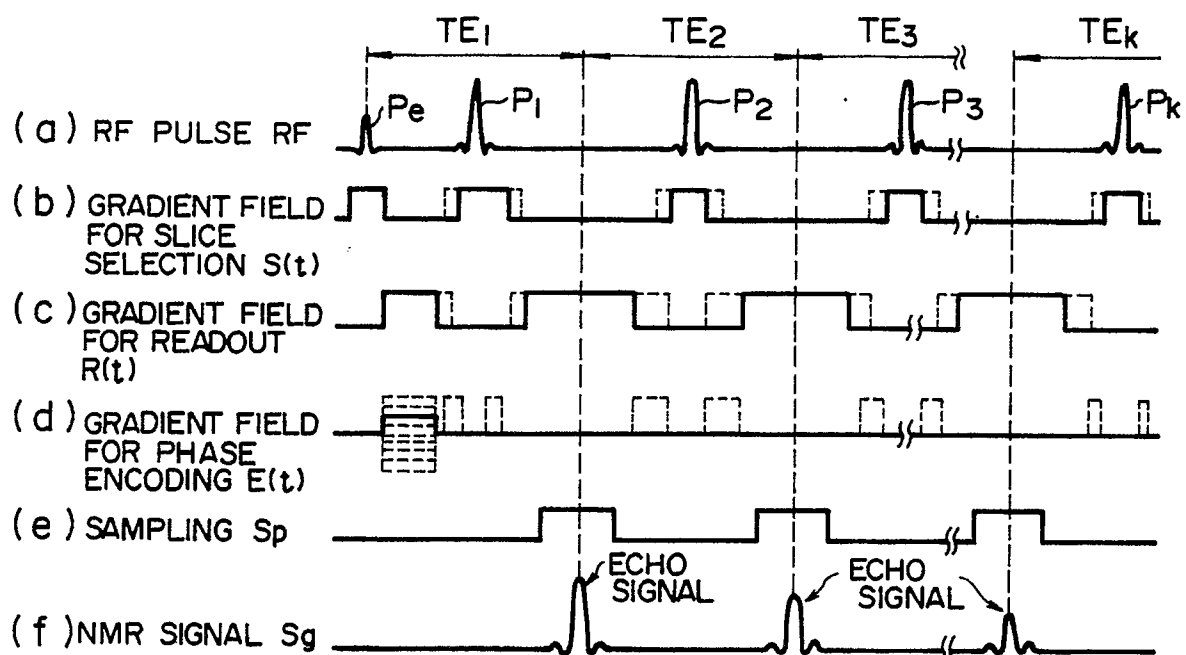 TE1 TE2 TE3 TEk
Pe P1 P2 P3 Pk
(a) RF PULSE RF
(b) GRADIENT FIELD
FOR SLICE
SELECTION S(t)
(c) GRADIENT FIELD
FOR READOUT
R(t)
(d) GRADIENT FIELD
FOR PHASE
ENCODING E(t)
(e) SAMPLING Sp
ECHO
SIGNAL
ECHO
SIGNAL
(f) NMR SIGNAL Sg